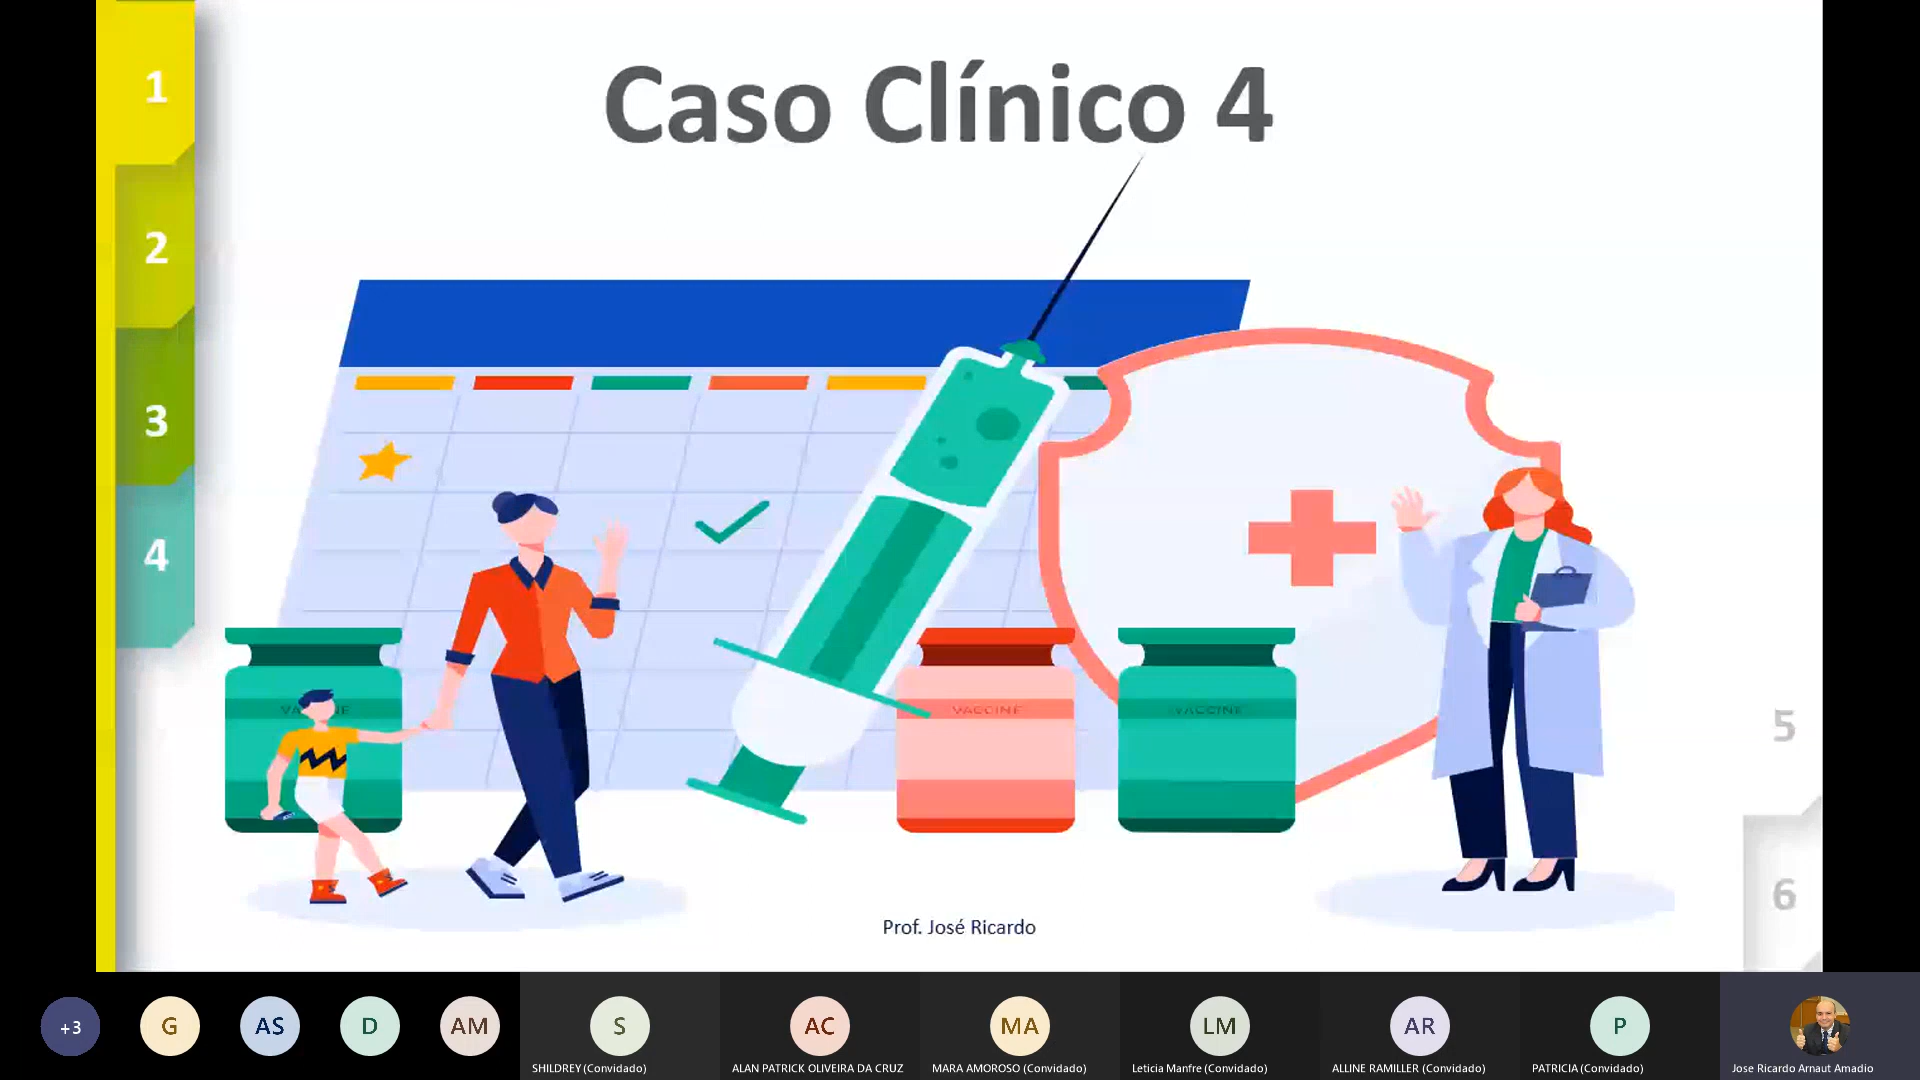 1
2
3
4
Caso Clínico 4
VACCINE
VACCINE
5
6
Prof. José Ricardo
+3
G
AS
D
AM
S
AC
MA
LM
AR
P
SHILDREY (Convidado)
ALAN PATRICK OLIVEIRA DA CRUZ
MARA AMOROSO (Convidado)
Leticia Manfre (Convidado)
ALLINE RAMILLER (Convidado)
PATRICIA (Convidado)
Jose Ricardo Arnaut Amadio